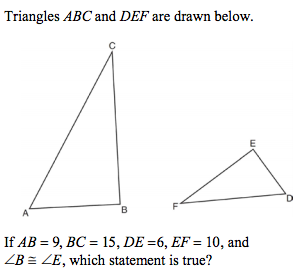 Triangles ABC and DEF are drawn below.
C
E
A
B
F
D
If AB = 9, BC = 15, DE =6, EF = 10, and
∠B ≅ ∠E, which statement is true?